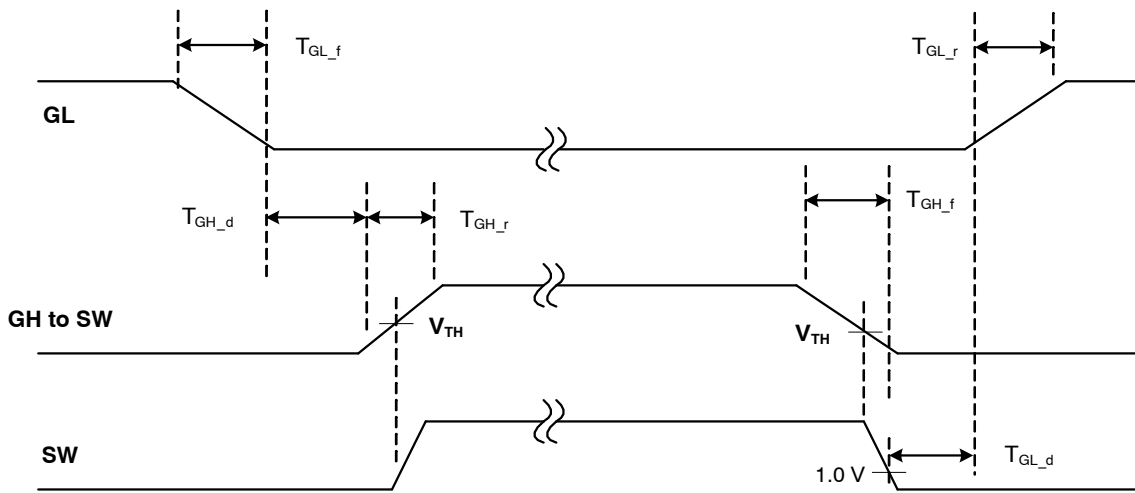 T_GL_f
T_GL_r
GL
T_GH_d
T_GH_r
T_GH_f
GH to SW
V_TH
V_TH
SW
1.0 V
T_GL_d